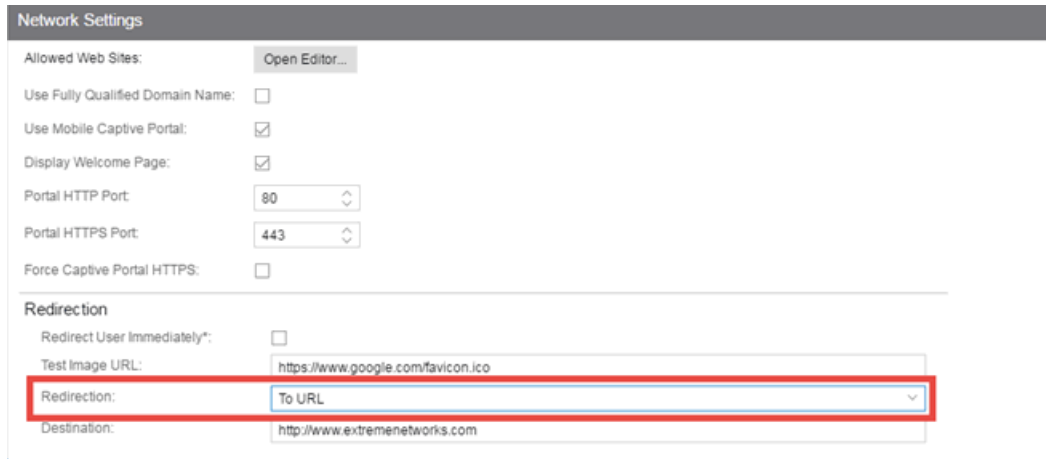 Network Settings
Allowed Web Sites: Open Editor...
Use Fully Qualified Domain Name:
Use Mobile Captive Portal:
Display Welcome Page:
Portal HTTP Port: 80
Portal HTTPS Port: 443
Force Captive Portal HTTPS:
Redirection
Redirect User Immediately*:
Test Image URL: https://www.google.com/favicon.ico
Redirection: To URL
Destination: http://www.extremenetworks.com